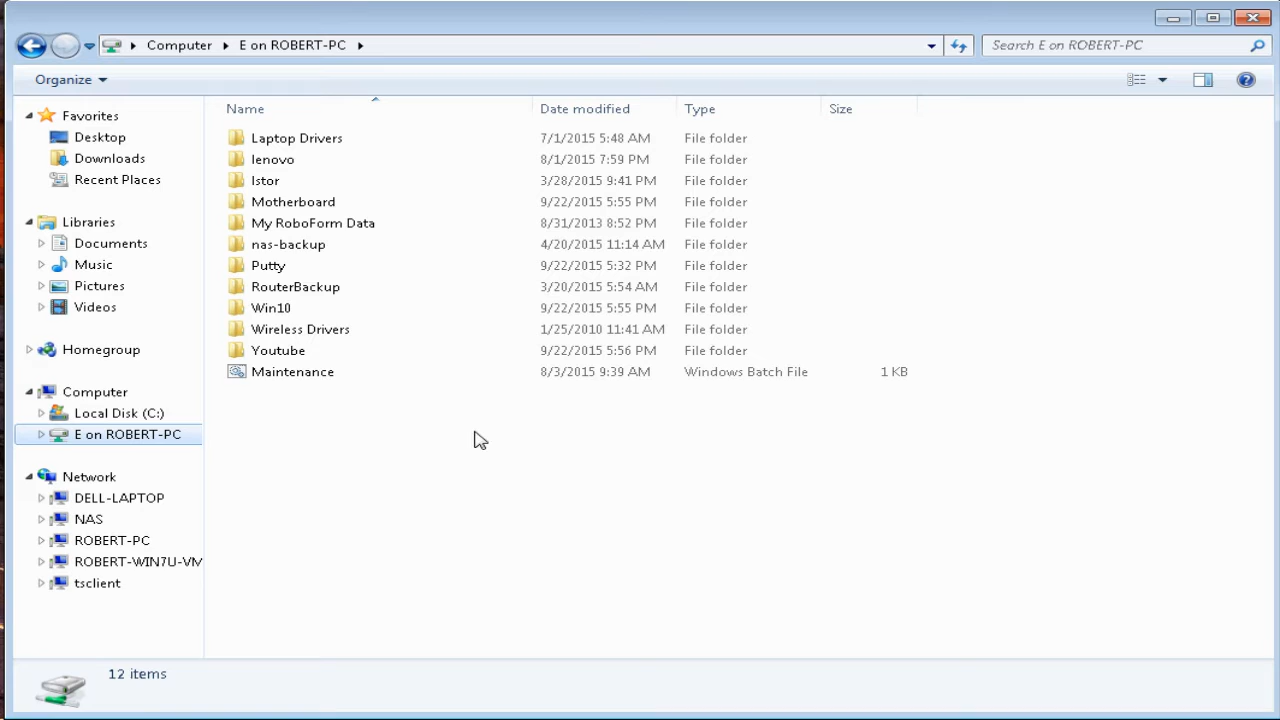 Computer E on ROBERT-PC
Search E on ROBERT-PC
Organize
Favorites
Desktop
Downloads
Recent Places
Libraries
Documents
Music
Pictures
Videos
Homegroup
Computer
Local Disk (C:)
E on ROBERT-PC
Network
DELL-LAPTOP
NAS
ROBERT-PC
ROBERT-WIN7U-VM
tsclient
Name Date modified Type Size
Laptop Drivers 7/1/2015 5:48 AM File folder
lenovo 8/1/2015 7:59 PM File folder
lstor 3/28/2015 9:41 PM File folder
Motherboard 9/22/2015 5:55 PM File folder
My RoboForm Data 8/31/2013 8:52 PM File folder
nas-backup 4/20/2015 11:14 AM File folder
Putty 9/22/2015 5:32 PM File folder
RouterBackup 3/20/2015 5:54 AM File folder
Win10 9/22/2015 5:55 PM File folder
Wireless Drivers 1/25/2010 11:41 AM File folder
Youtube 9/22/2015 5:56 PM File folder
Maintenance 8/3/2015 9:39 AM Windows Batch File 1 KB
12 items